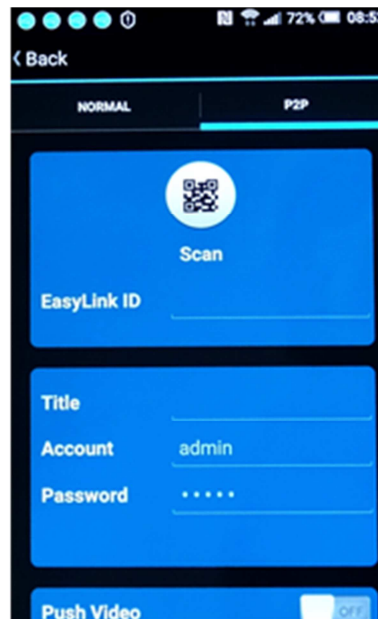 72% 08:5
Back
NORMAL P2P
Scan
EasyLink ID
Title
Account admin
Password •••••
Push Video OFF